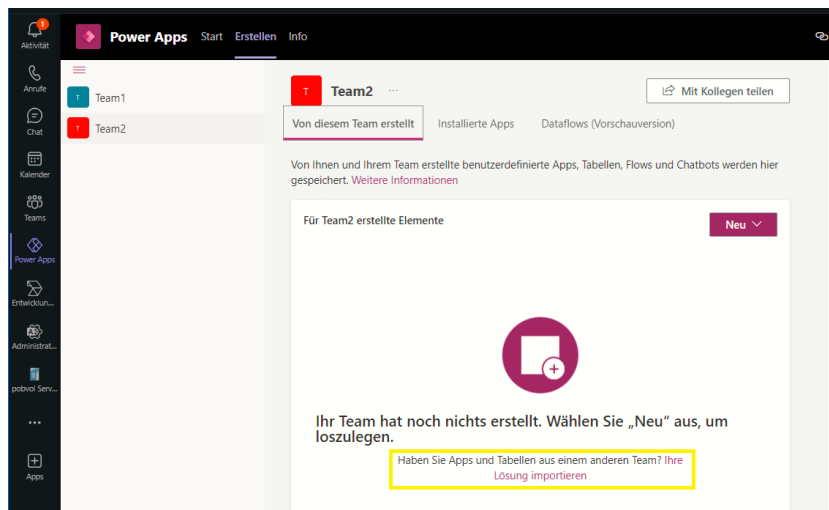 1
Aktivität
Anrufe
Chat
Kalender
Teams
Power Apps
Entwicklun...
Administrat...
pobvol Serv...
...
Apps
Power Apps Start Erstellen Info
T Team1
T Team2
T Team2 ...
Mit Kollegen teilen
Von diesem Team erstellt Installierte Apps Dataflows (Vorschauversion)
Von Ihnen und Ihrem Team erstellte benutzerdefinierte Apps, Tabellen, Flows und Chatbots werden hier
gespeichert. Weitere Informationen
Für Team2 erstellte Elemente
Neu
Ihr Team hat noch nichts erstellt. Wählen Sie „Neu“ aus, um
loszulegen.
Haben Sie Apps und Tabellen aus einem anderen Team? Ihre
Lösung importieren